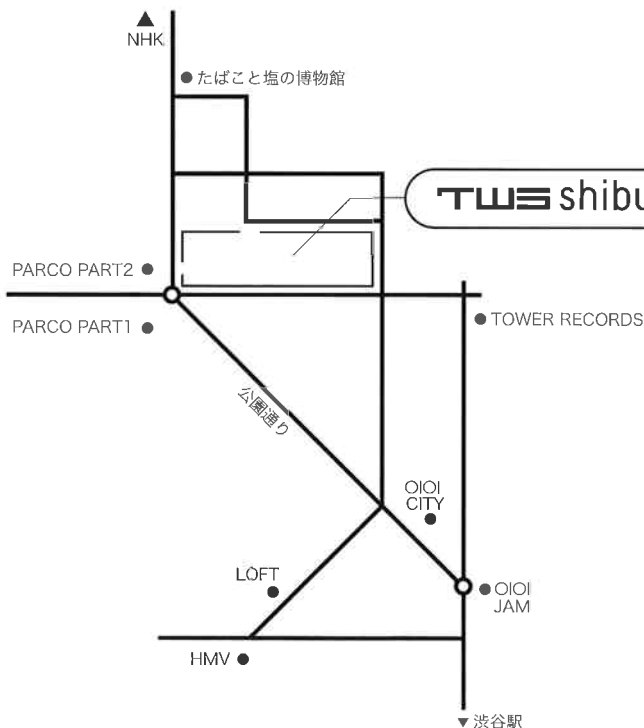 ▲
NHK
● たばこと塩の博物館
TWS shibu
PARCO PART2 ●
PARCO PART1 ●
● TOWER RECORDS
公園通り
OIOI
CITY
●
LOFT
●
● OIOI
JAM
HMV ●
▼ 渋谷駅